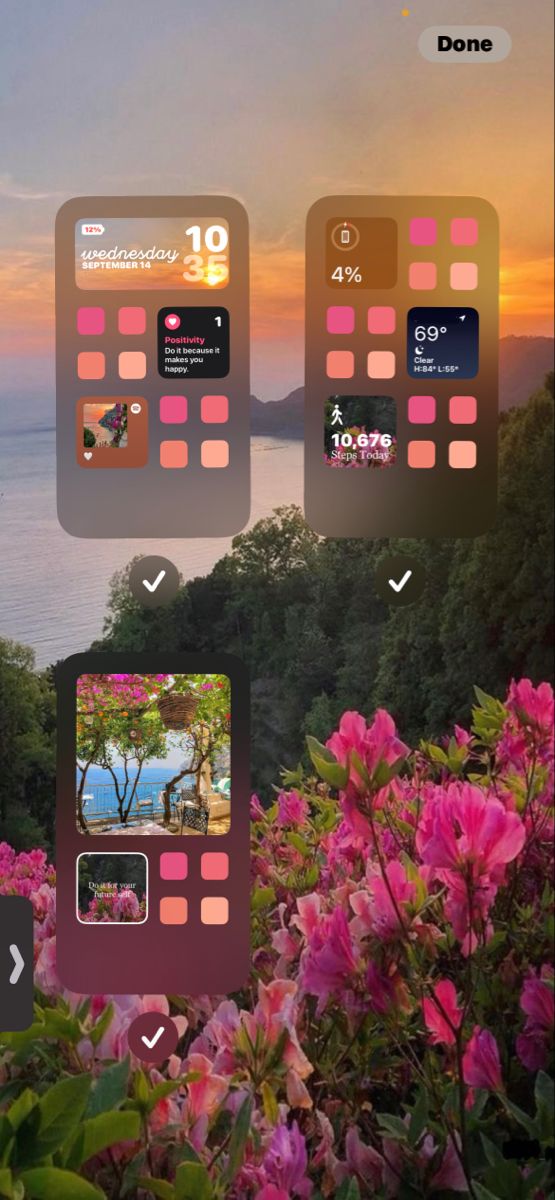 Done
12%
wednesday
SEPTEMBER 14
10
35
1
Positivity
Do it because it
makes you
happy.
4%
69°
Clear
H:84° L:55°
10,676
Steps Today
Do it for your
future self